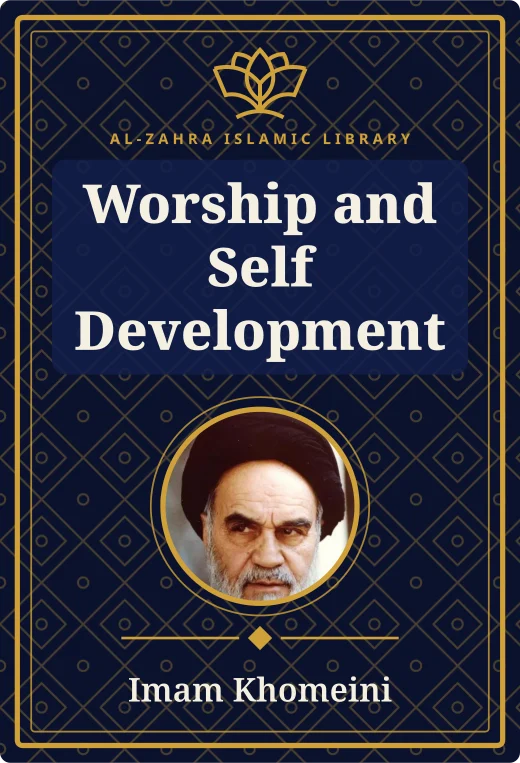 AL-ZAHRA ISLAMIC LIBRARY
Worship and
Self
Development
Imam Khomeini